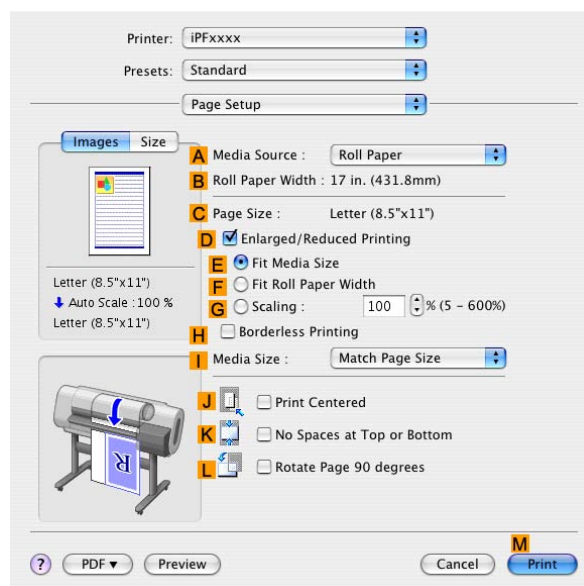 Printer: iPFxxxx
Presets: Standard
Page Setup
Images Size
A Media Source : Roll Paper
B Roll Paper Width : 17 in. (431.8mm)
C Page Size : Letter (8.5"x11")
D Enlarged/Reduced Printing
E Fit Media Size
F Fit Roll Paper Width
G Scaling : 100 % (5 - 600%)
H Borderless Printing
I Media Size : Match Page Size
Letter (8.5"x11")
Auto Scale :100 %
Letter (8.5"x11")
J Print Centered
K No Spaces at Top or Bottom
L Rotate Page 90 degrees
R
M
? PDF▼ Preview Cancel Print